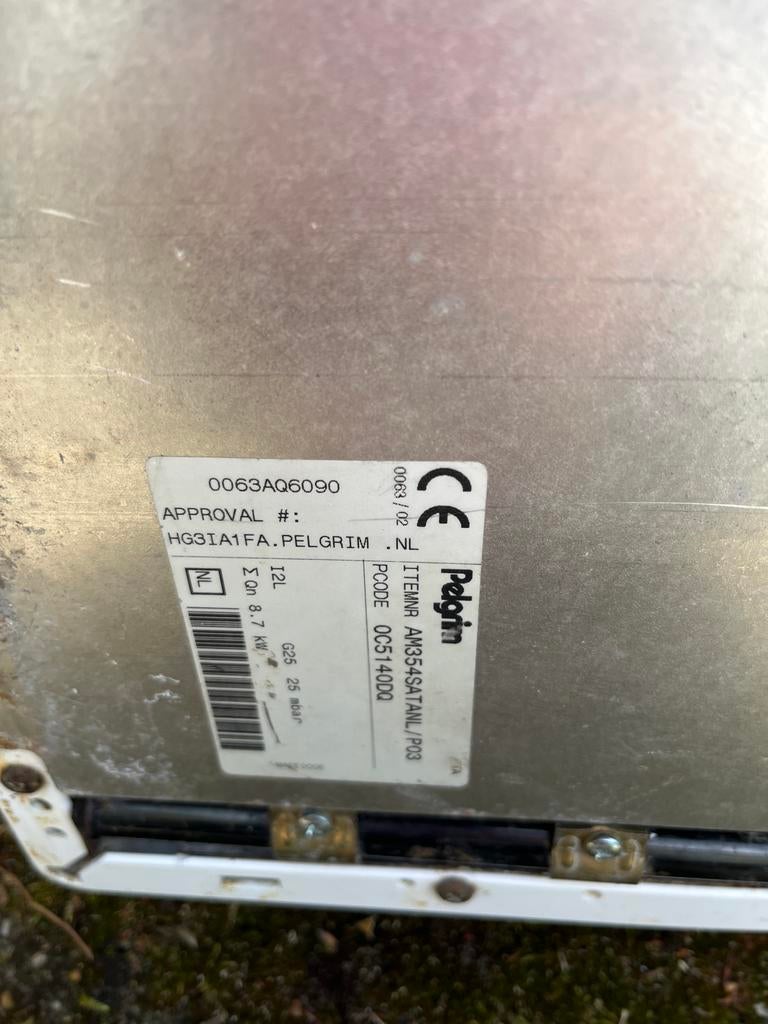 0063AQ6090
APPROVAL #:
HG3IA1FA.PELGRIM .NL
CE
0063/02
Pelgrim
ITEMNR AM354SATANL/P03
PCODE 0C5140DQ
I2L G25 25 mbar
Σ Qn 8.7 kW
NL